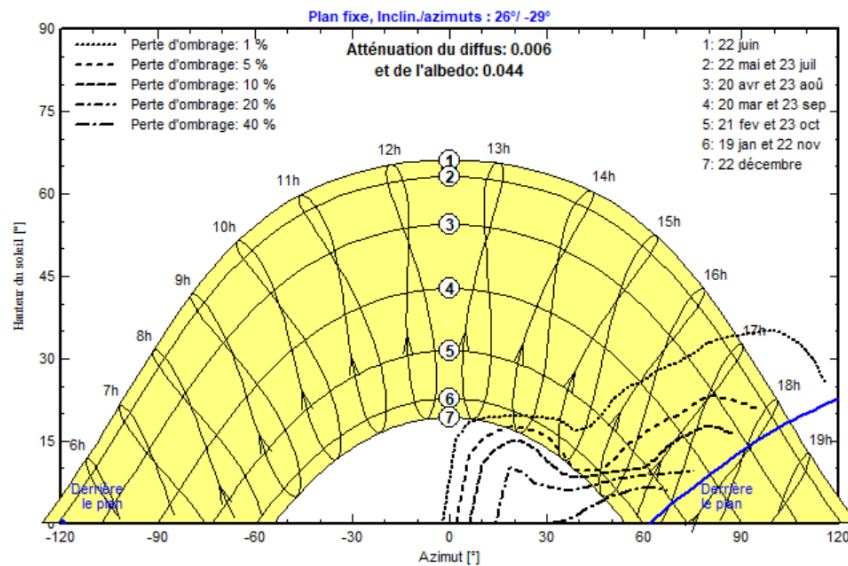 Plan fixe, Inclin./azimuts : 26°/ -29°
Perte d'ombrage: 1 %
Perte d'ombrage: 5 %
Perte d'ombrage: 10 %
Perte d'ombrage: 20 %
Perte d'ombrage: 40 %
Atténuation du diffus: 0.006
et de l'albedo: 0.044
1: 22 juin
2: 22 mai et 23 juil
3: 20 avr et 23 aoû
4: 20 mar et 23 sep
5: 21 fev et 23 oct
6: 19 jan et 22 nov
7: 22 décembre
Hauteur du soleil [°]
90
75
60
45
30
15
0
6h
7h
8h
9h
10h
11h
12h
13h
14h
15h
16h
17h
18h
19h
1
2
3
4
5
6
7
Derrière
le plan
Derrière
le plan
-120
-90
-60
-30
0
30
60
90
120
Azimut [°]